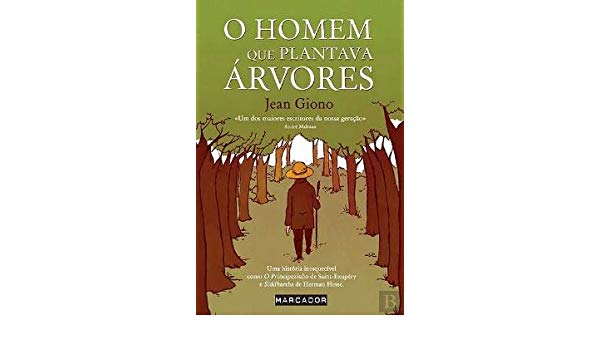 O HOMEM
QUE PLANTAVA
ÁRVORES
Jean Giono
«Um dos maiores escritores da nossa geração»
André Malraux
Uma história inesquecível
como O Principezinho de Saint-Exupéry
e Siddhartha de Herman Hesse.
MARCADOR
B